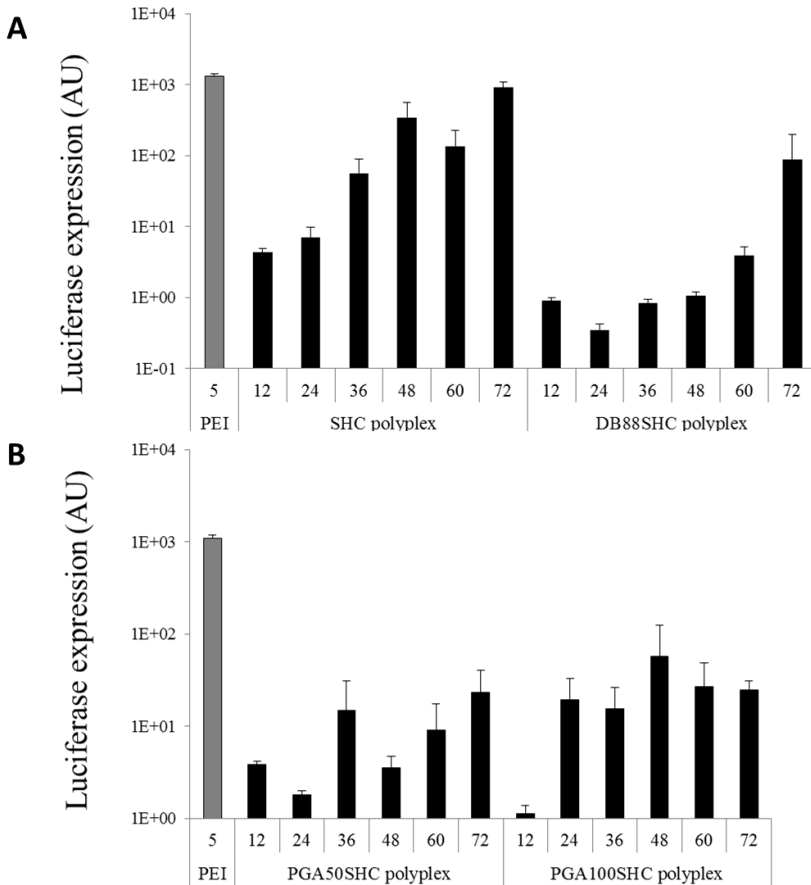 A
Luciferase expression (AU)
1E+04
1E+03
1E+02
1E+01
1E+00
1E-01
5 12 24 36 48 60 72 12 24 36 48 60 72
PEI SHC polyplex DB88SHC polyplex
B
Luciferase expression (AU)
1E+04
1E+03
1E+02
1E+01
1E+00
5 12 24 36 48 60 72 12 24 36 48 60 72
PEI PGA50SHC polyplex PGA100SHC polyplex